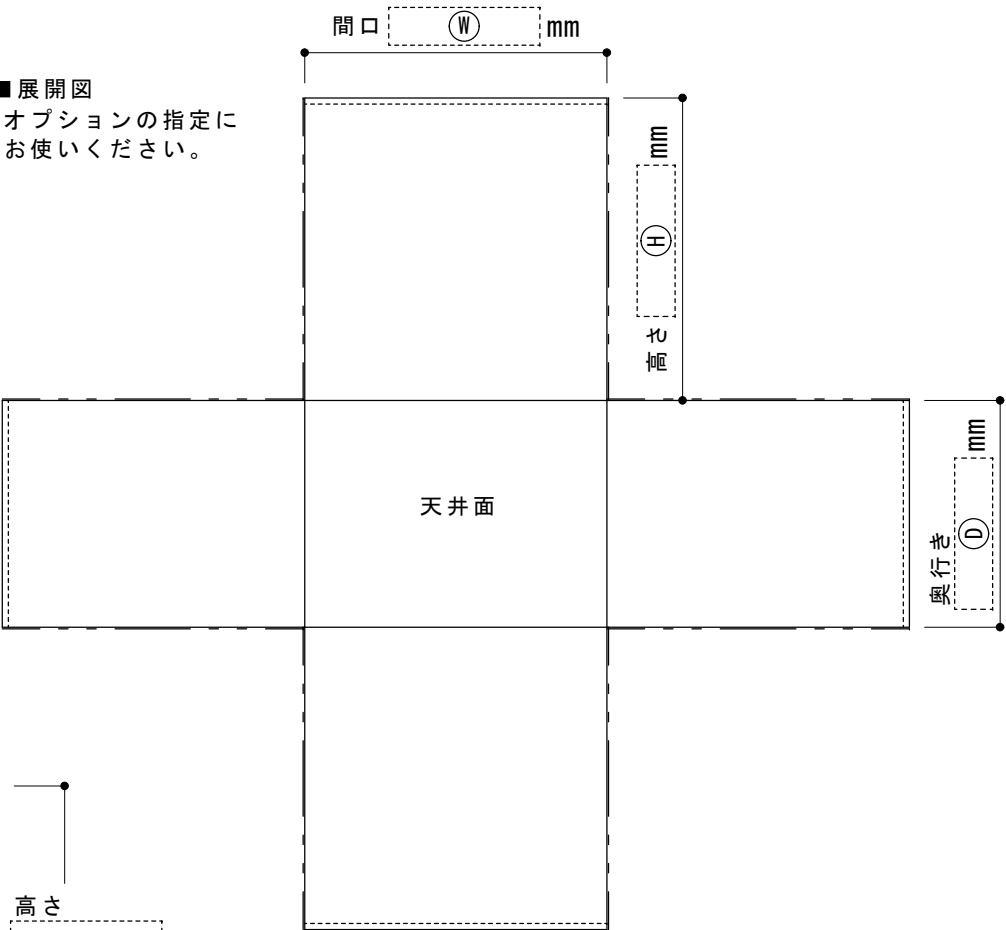 間口 Ⓦ mm
■展開図
オプションの指定に
お使いください。
高さ Ⓗ mm
天井面
奥行き Ⓓ mm
高さ